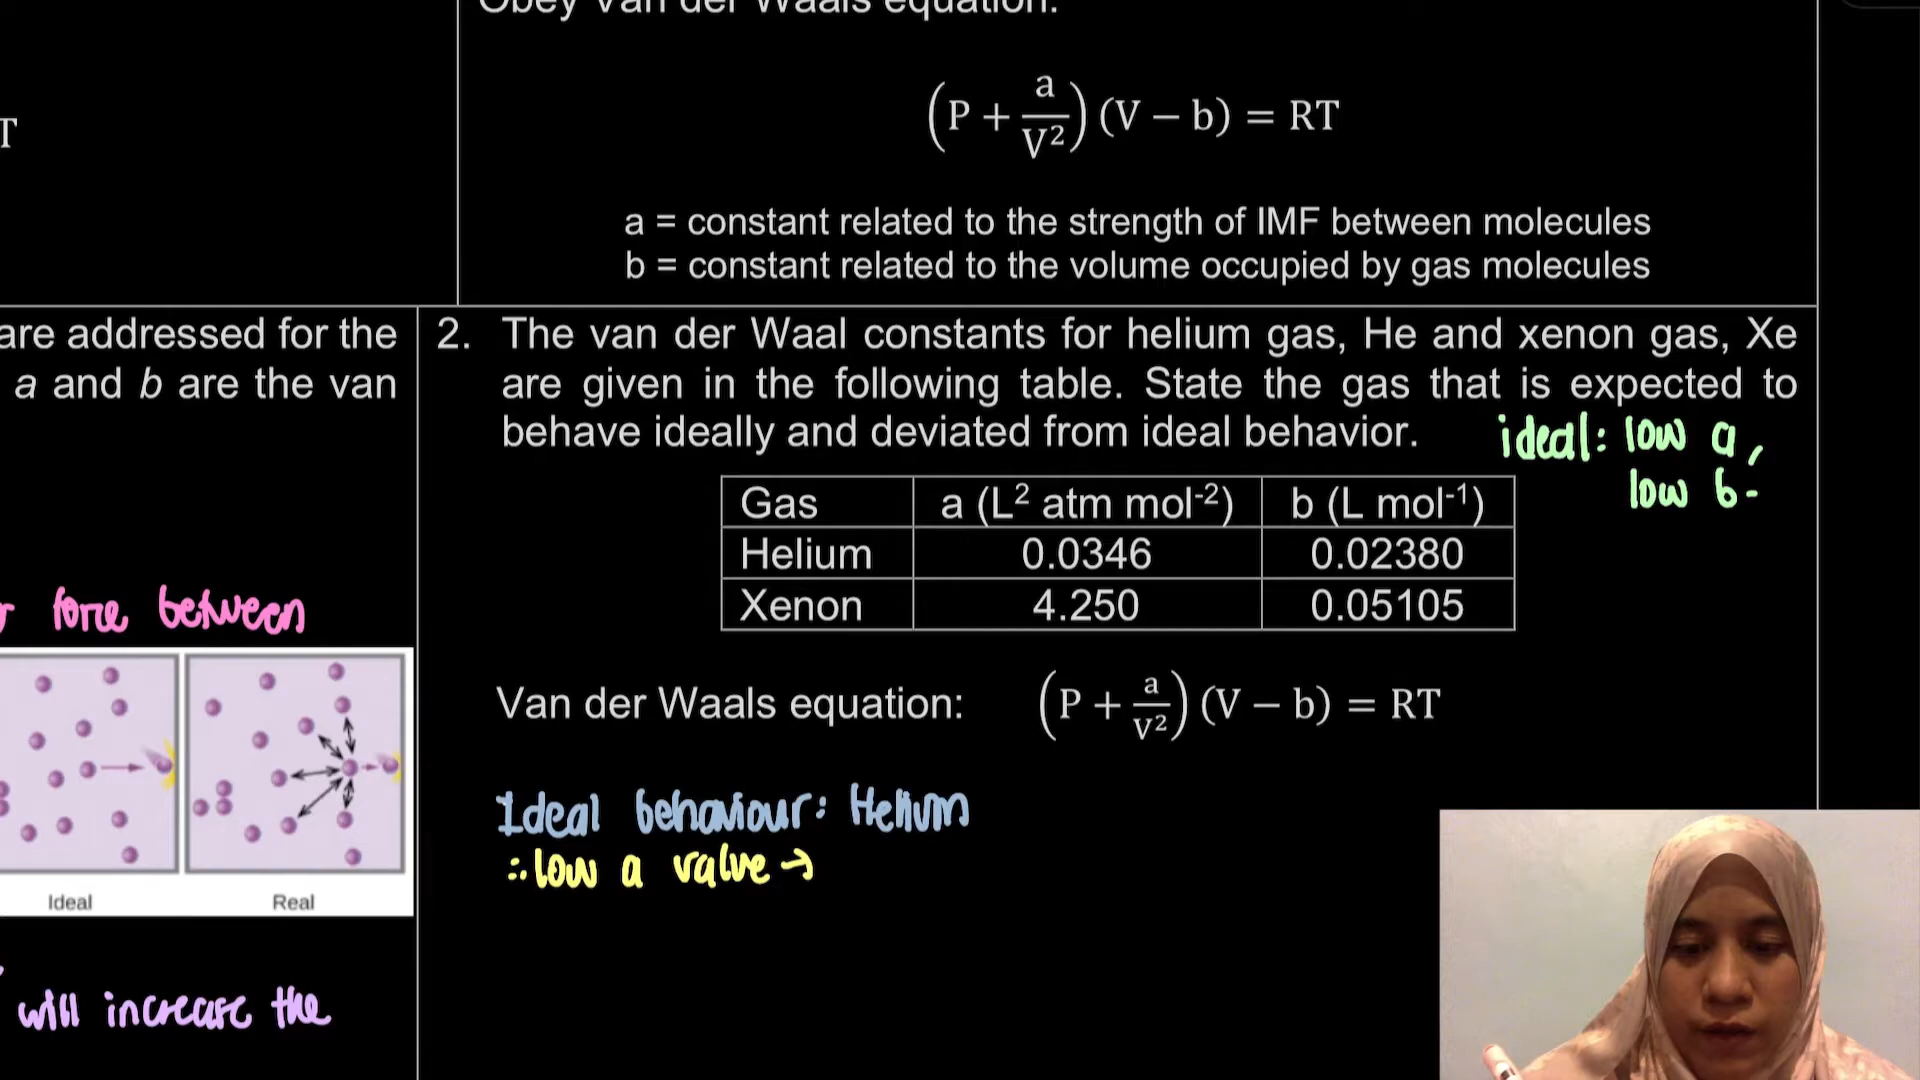 Obey Van der Waals equation:
(P + a/V²) (V − b) = RT
T
a = constant related to the strength of IMF between molecules
b = constant related to the volume occupied by gas molecules
are addressed for the
a and b are the van
force between
Ideal
Real
will increase the
2. The van der Waal constants for helium gas, He and xenon gas, Xe
are given in the following table. State the gas that is expected to
behave ideally and deviated from ideal behavior.
ideal: low a,
low b -
Gas a (L² atm mol⁻²) b (L mol⁻¹)
Helium 0.0346 0.02380
Xenon 4.250 0.05105
Van der Waals equation: (P + a/V²) (V − b) = RT
Ideal behaviour: Helium
∴ low a value →